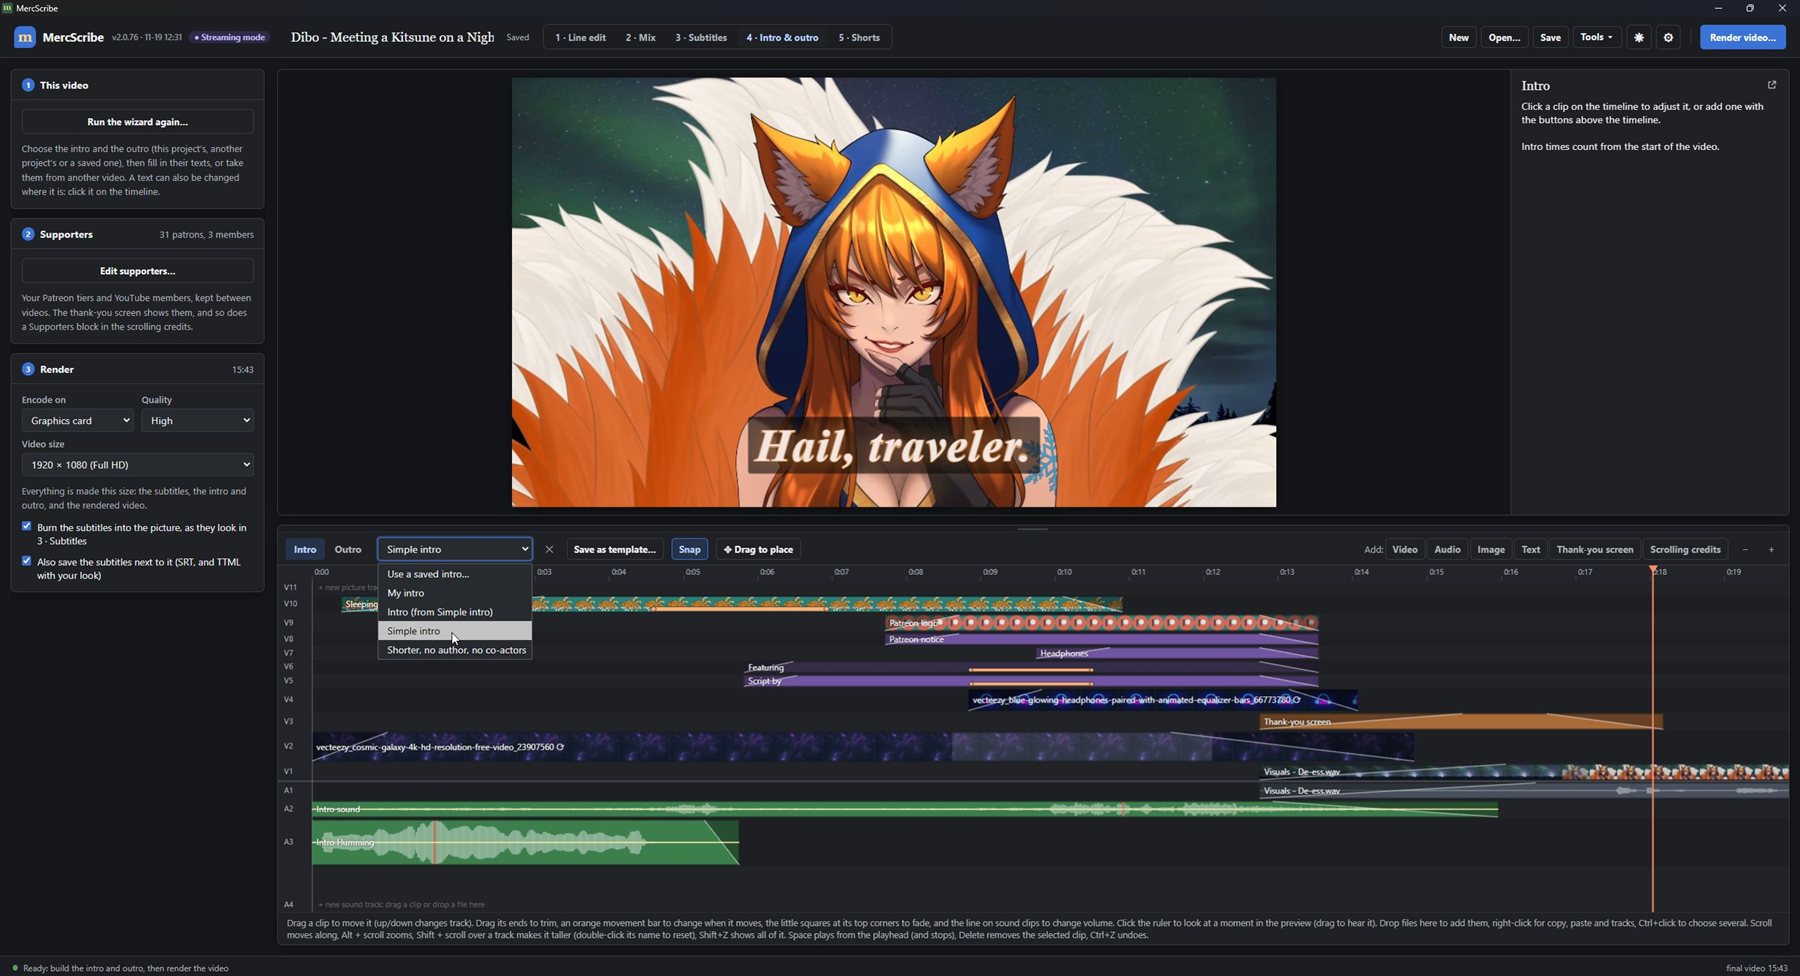 MercScribe
m MercScribe v2.0.76 · 11-19 12:31 Streaming mode
Dibo - Meeting a Kitsune on a Nigh Saved
1 · Line edit 2 · Mix 3 · Subtitles 4 · Intro & outro 5 · Shorts
New Open... Save Tools Render video...
1 This video
Run the wizard again...
Choose the intro and the outro (this project's, another
project's or a saved one), then fill in their texts, or take
them from another video. A text can also be changed
where it is: click it on the timeline.
2 Supporters 31 patrons, 3 members
Edit supporters...
Your Patreon tiers and YouTube members, kept between
videos. The thank-you screen shows them, and so does
a Supporters block in the scrolling credits.
3 Render 15:43
Encode on Quality
Graphics card High
Video size
1920 × 1080 (Full HD)
Everything is made this size: the subtitles, the intro and
outro, and the rendered video.
Burn the subtitles into the picture, as they look in
3 · Subtitles
Also save the subtitles next to it (SRT, and TTML
with your look)
Hail, traveler.
Intro
Click a clip on the timeline to adjust it, or add one with
the buttons above the timeline.
Intro times count from the start of the video.
Intro Outro Simple intro Save as template... Snap Drag to place
Add: Video Audio Image Text Thank-you screen Scrolling credits − +
Use a saved intro...
My intro
Intro (from Simple intro)
Simple intro
Shorter, no author, no co-actors
0:00 0:03 0:04 0:05 0:06 0:07 0:08 0:09 0:10 0:11 0:12 0:13 0:14 0:15 0:16 0:17 0:18 0:19
V11 + new picture tra
V10 Sleeping
V9 Patreon logo
V8 Patreon notice
V7 Headphones
V6 Featuring
V5 Script by
V4 vecteezy_blue-glowing-headphones-paired-with-animated-equalizer-bars_66773780
V3 Thank-you screen
V2 vecteezy_cosmic-galaxy-4k-hd-resolution-free-video_23907560
V1 Visuals - De-ess.wav
A1 Visuals - De-ess.wav
A2 Intro sound
A3 Intro Humming
A4 + new sound track: drag a clip or drop a file here
Drag a clip to move it (up/down changes track). Drag its ends to trim, an orange movement bar to change when it moves, the little squares at its top corners to fade, and the line on sound clips to change volume. Click the ruler to look at a moment in the preview (drag to hear it). Drop files here to add them, right-click for copy, paste and tracks, Ctrl+click to choose several. Scroll
moves along, Alt + scroll zooms, Shift + scroll over a track makes it taller (double-click its name to reset), Shift+Z shows all of it. Space plays from the playhead (and stops), Delete removes the selected clip, Ctrl+Z undoes.
Ready: build the intro and outro, then render the video
final video 15:43